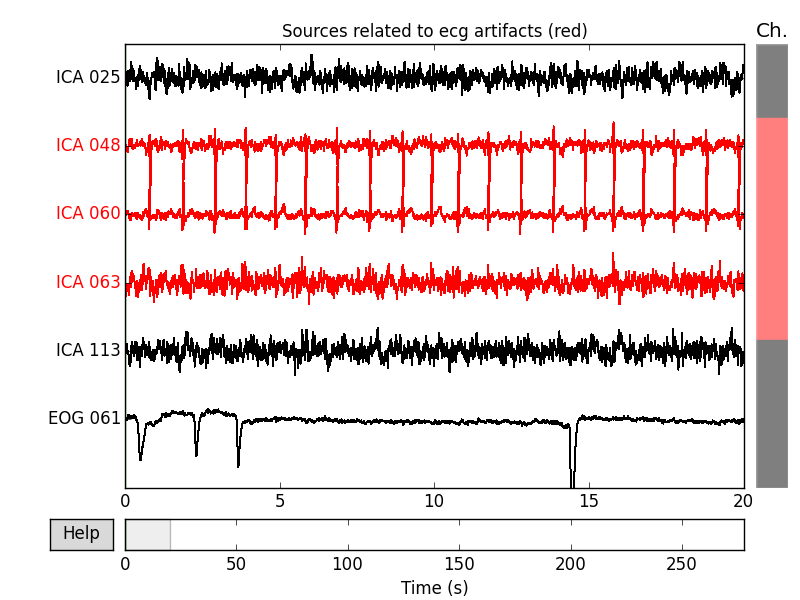 Sources related to ecg artifacts (red)
Ch.
ICA 025
ICA 048
ICA 060
ICA 063
ICA 113
EOG 061
0 5 10 15 20
Help
0 50 100 150 200 250
Time (s)